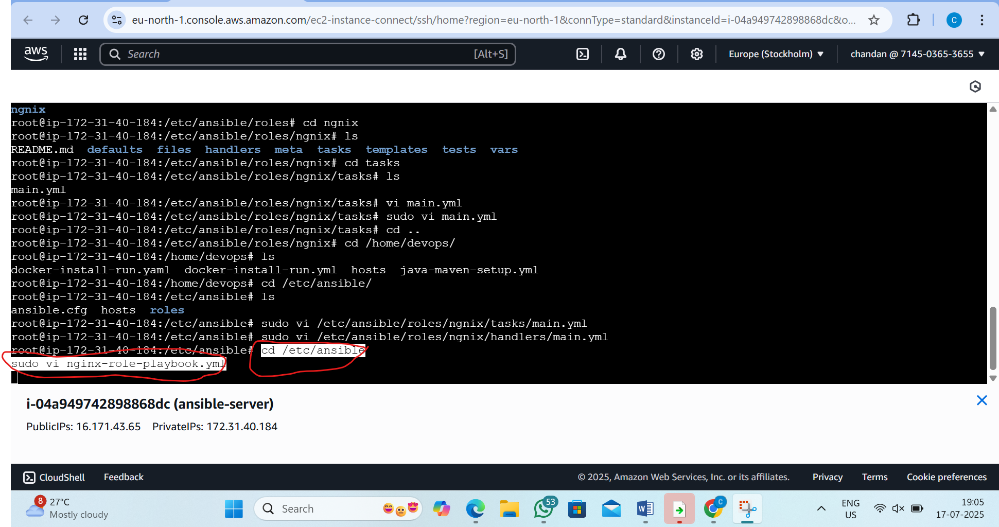 eu-north-1.console.aws.amazon.com/ec2-instance-connect/ssh/home?region=eu-north-1&connType=standard&instanceId=i-04a949742898868dc&o...
C
aws
Search
[Alt+S]
Europe (Stockholm)
chandan @ 7145-0365-3655
ngnix
root@ip-172-31-40-184:/etc/ansible/roles# cd ngnix
root@ip-172-31-40-184:/etc/ansible/roles/ngnix# ls
README.md defaults files handlers meta tasks templates tests vars
root@ip-172-31-40-184:/etc/ansible/roles/ngnix# cd tasks
root@ip-172-31-40-184:/etc/ansible/roles/ngnix/tasks# ls
main.yml
root@ip-172-31-40-184:/etc/ansible/roles/ngnix/tasks# vi main.yml
root@ip-172-31-40-184:/etc/ansible/roles/ngnix/tasks# sudo vi main.yml
root@ip-172-31-40-184:/etc/ansible/roles/ngnix/tasks# cd ..
root@ip-172-31-40-184:/etc/ansible/roles/ngnix# cd /home/devops/
root@ip-172-31-40-184:/home/devops# ls
docker-install-run.yaml docker-install-run.yml hosts java-maven-setup.yml
root@ip-172-31-40-184:/home/devops# cd /etc/ansible/
root@ip-172-31-40-184:/etc/ansible# ls
ansible.cfg hosts roles
root@ip-172-31-40-184:/etc/ansible# sudo vi /etc/ansible/roles/ngnix/tasks/main.yml
root@ip-172-31-40-184:/etc/ansible# sudo vi /etc/ansible/roles/ngnix/handlers/main.yml
root@ip-172-31-40-184:/etc/ansible# cd /etc/ansible
sudo vi nginx-role-playbook.yml
i-04a949742898868dc (ansible-server)
PublicIPs: 16.171.43.65 PrivateIPs: 172.31.40.184
CloudShell
Feedback
© 2025, Amazon Web Services, Inc. or its affiliates.
Privacy
Terms
Cookie preferences
8
27°C
Mostly cloudy
Search
53
W
C
ENG
US
19:05
17-07-2025